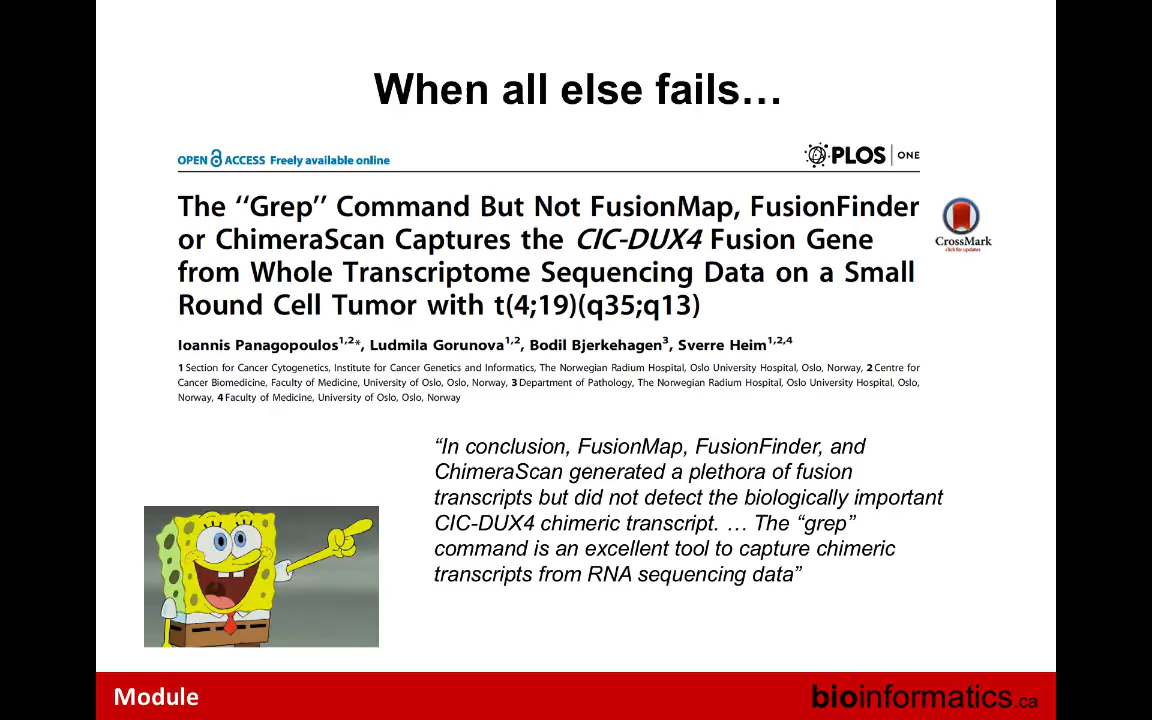 When all else fails…
OPEN ACCESS Freely available online
PLOS ONE
The ‘‘Grep’’ Command But Not FusionMap, FusionFinder
or ChimeraScan Captures the CIC-DUX4 Fusion Gene
from Whole Transcriptome Sequencing Data on a Small
Round Cell Tumor with t(4;19)(q35;q13)
CrossMark
click for updates
Ioannis Panagopoulos1,2*, Ludmila Gorunova1,2, Bodil Bjerkehagen3, Sverre Heim1,2,4
1 Section for Cancer Cytogenetics, Institute for Cancer Genetics and Informatics, The Norwegian Radium Hospital, Oslo University Hospital, Oslo, Norway, 2 Centre for
Cancer Biomedicine, Faculty of Medicine, University of Oslo, Oslo, Norway, 3 Department of Pathology, The Norwegian Radium Hospital, Oslo University Hospital, Oslo,
Norway, 4 Faculty of Medicine, University of Oslo, Oslo, Norway
“In conclusion, FusionMap, FusionFinder, and
ChimeraScan generated a plethora of fusion
transcripts but did not detect the biologically important
CIC-DUX4 chimeric transcript. … The “grep”
command is an excellent tool to capture chimeric
transcripts from RNA sequencing data”
Module
bioinformatics.ca